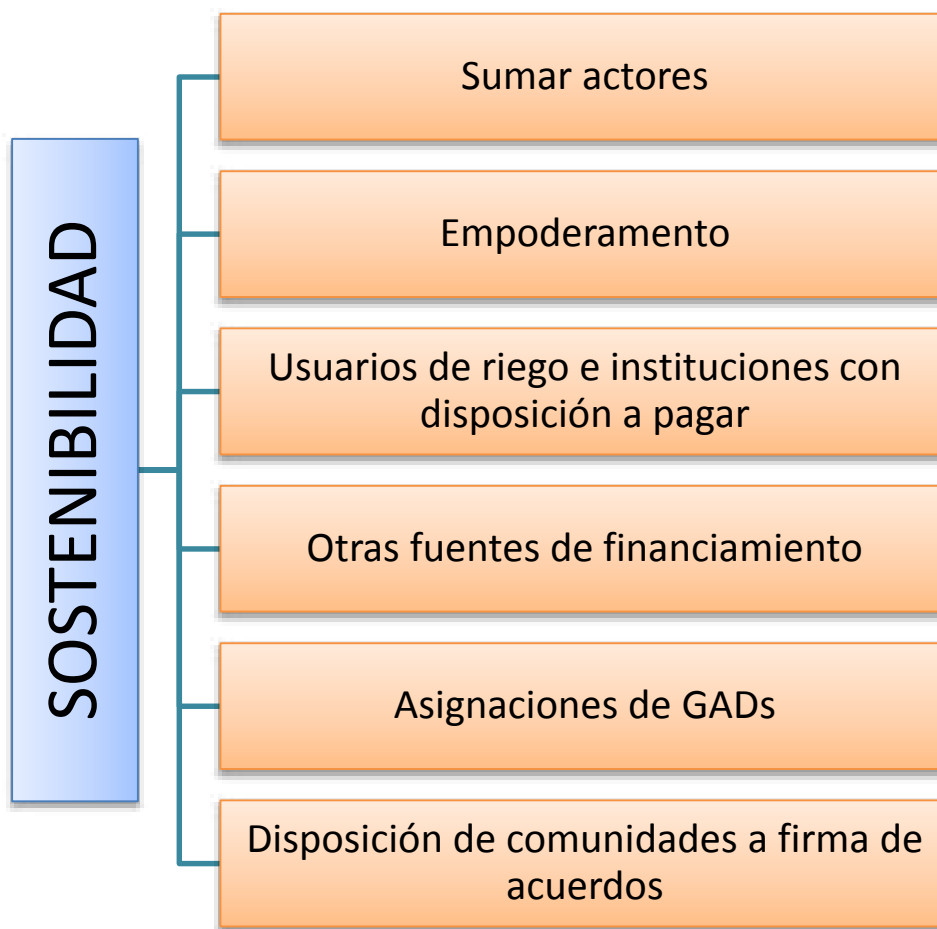 SOSTENIBILIDAD
Sumar actores
Empoderamento
Usuarios de riego e instituciones con
disposición a pagar
Otras fuentes de financiamiento
Asignaciones de GADs
Disposición de comunidades a firma de
acuerdos